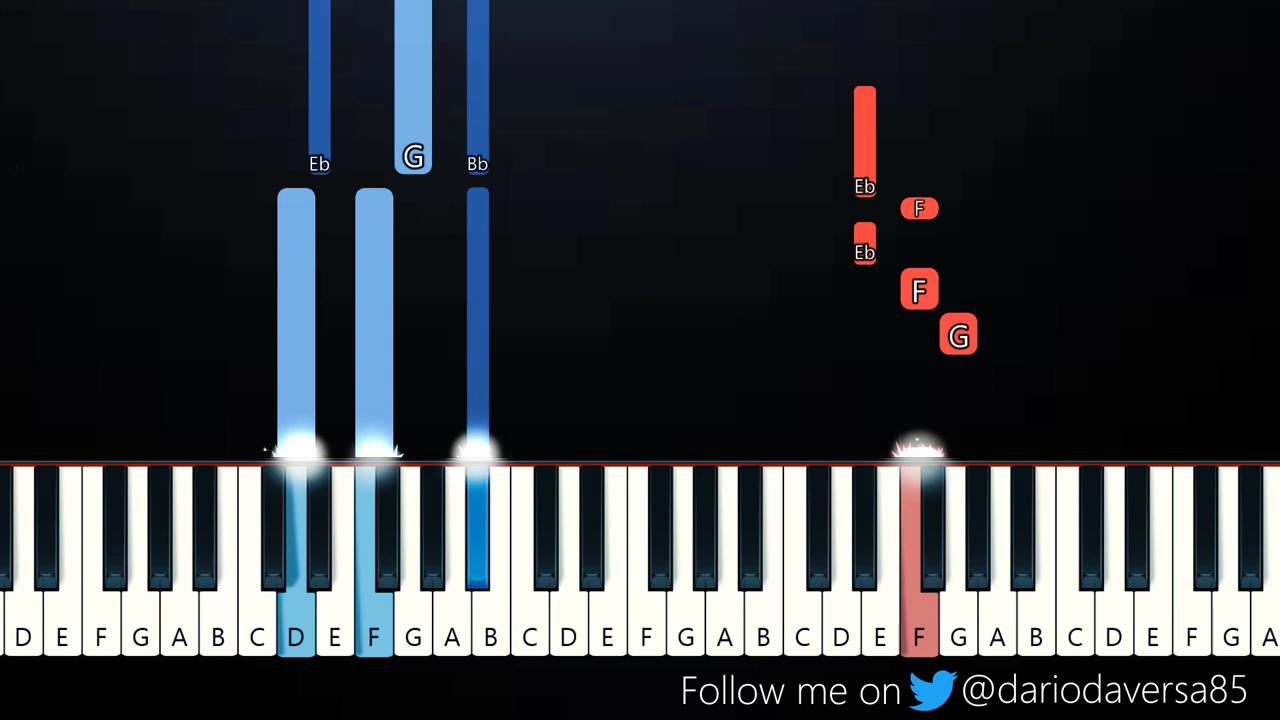 Eb G Bb
Eb
F
Eb
F
G
D E F G A B C D E F G A B C D E F G A B C D E F G A B C D E F G A
Follow me on @dariodaversa85